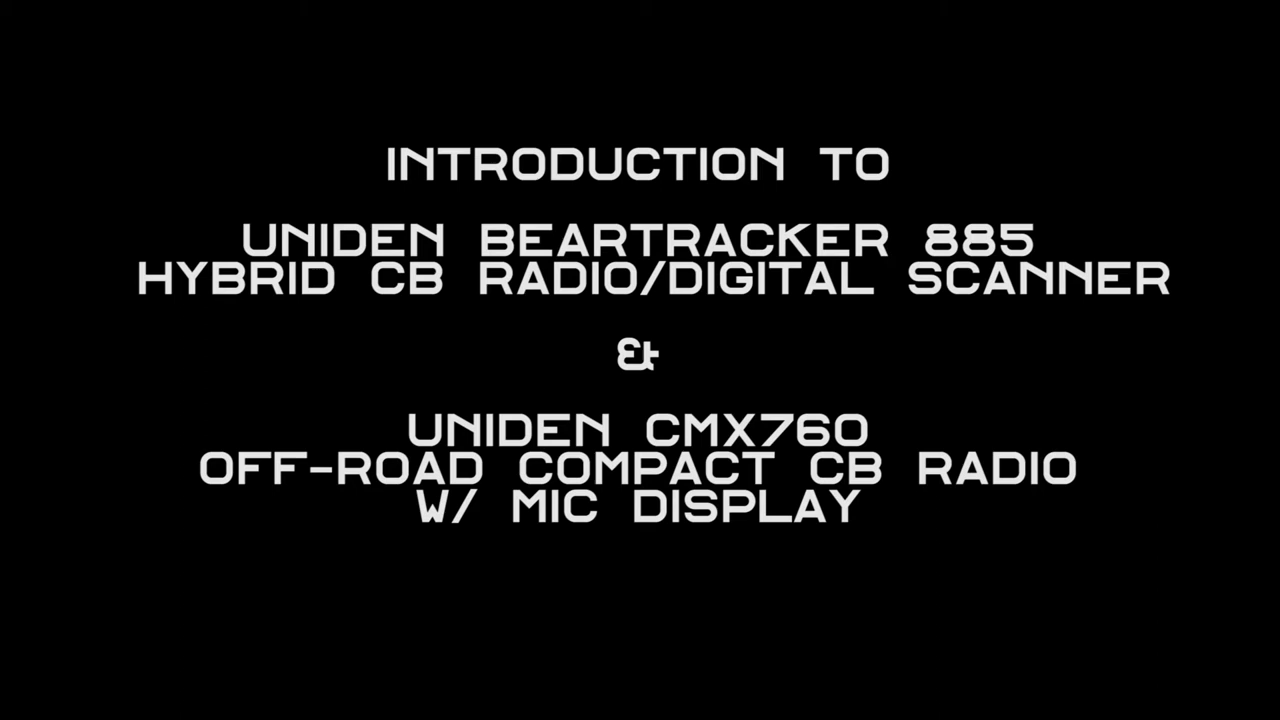 INTRODUCTION TO
UNIDEN BEARTRACKER 885
HYBRID CB RADIO/DIGITAL SCANNER
&
UNIDEN CMX760
OFF-ROAD COMPACT CB RADIO
W/ MIC DISPLAY